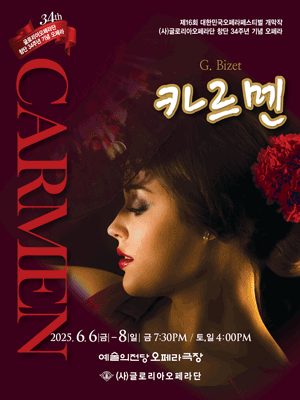 34th
글로리아오페라단
창단 34주년 기념 오페라
제16회 대한민국오페라페스티벌 개막작
(사)글로리아오페라단 창단 34주년 기념 오페라
G. Bizet
카르멘
CARMEN
2025. 6. 6|금|-8|일| 금 7:30PM / 토,일 4:00PM
예술의전당 오페라극장
(사)글로리아오페라단